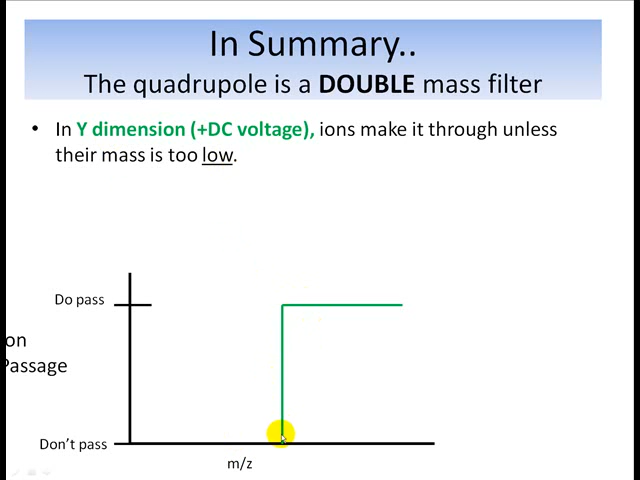 In Summary..
The quadrupole is a DOUBLE mass filter
• In Y dimension (+DC voltage), ions make it through unless
their mass is too low.
Do pass
on
Passage
Don't pass
m/z